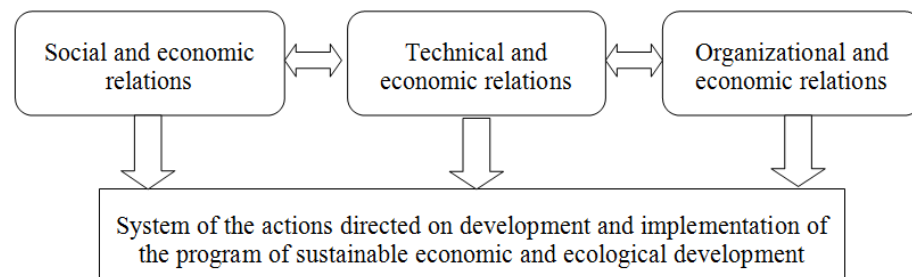 Social and economic
relations
Technical and
economic relations
Organizational and
economic relations
System of the actions directed on development and implementation of
the program of sustainable economic and ecological development